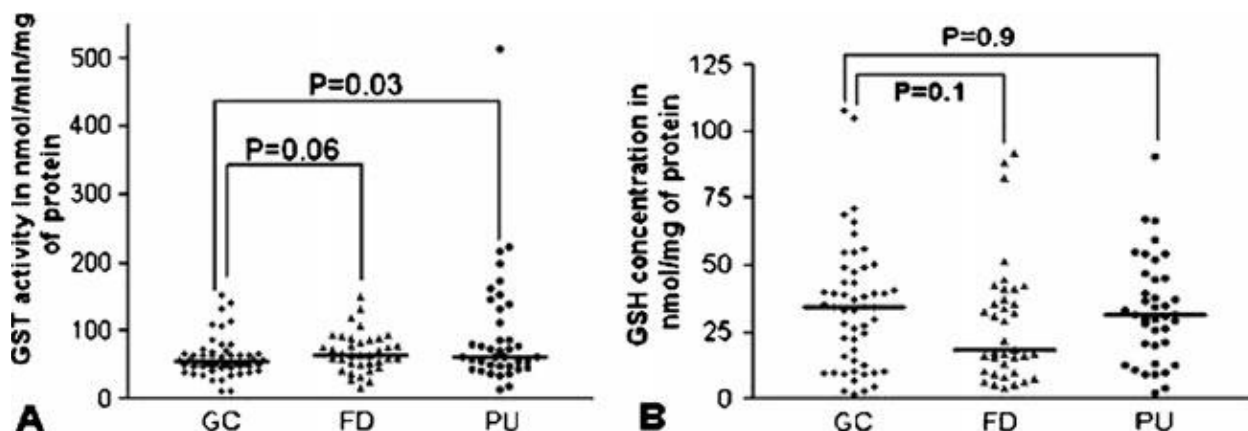 GST activity in nmol/min/mg
of protein
500
400
300
200
100
0
P=0.03
P=0.06
GC FD PU
A
GSH concentration in
nmol/mg of protein
125
100
75
50
25
0
P=0.9
P=0.1
GC FD PU
B